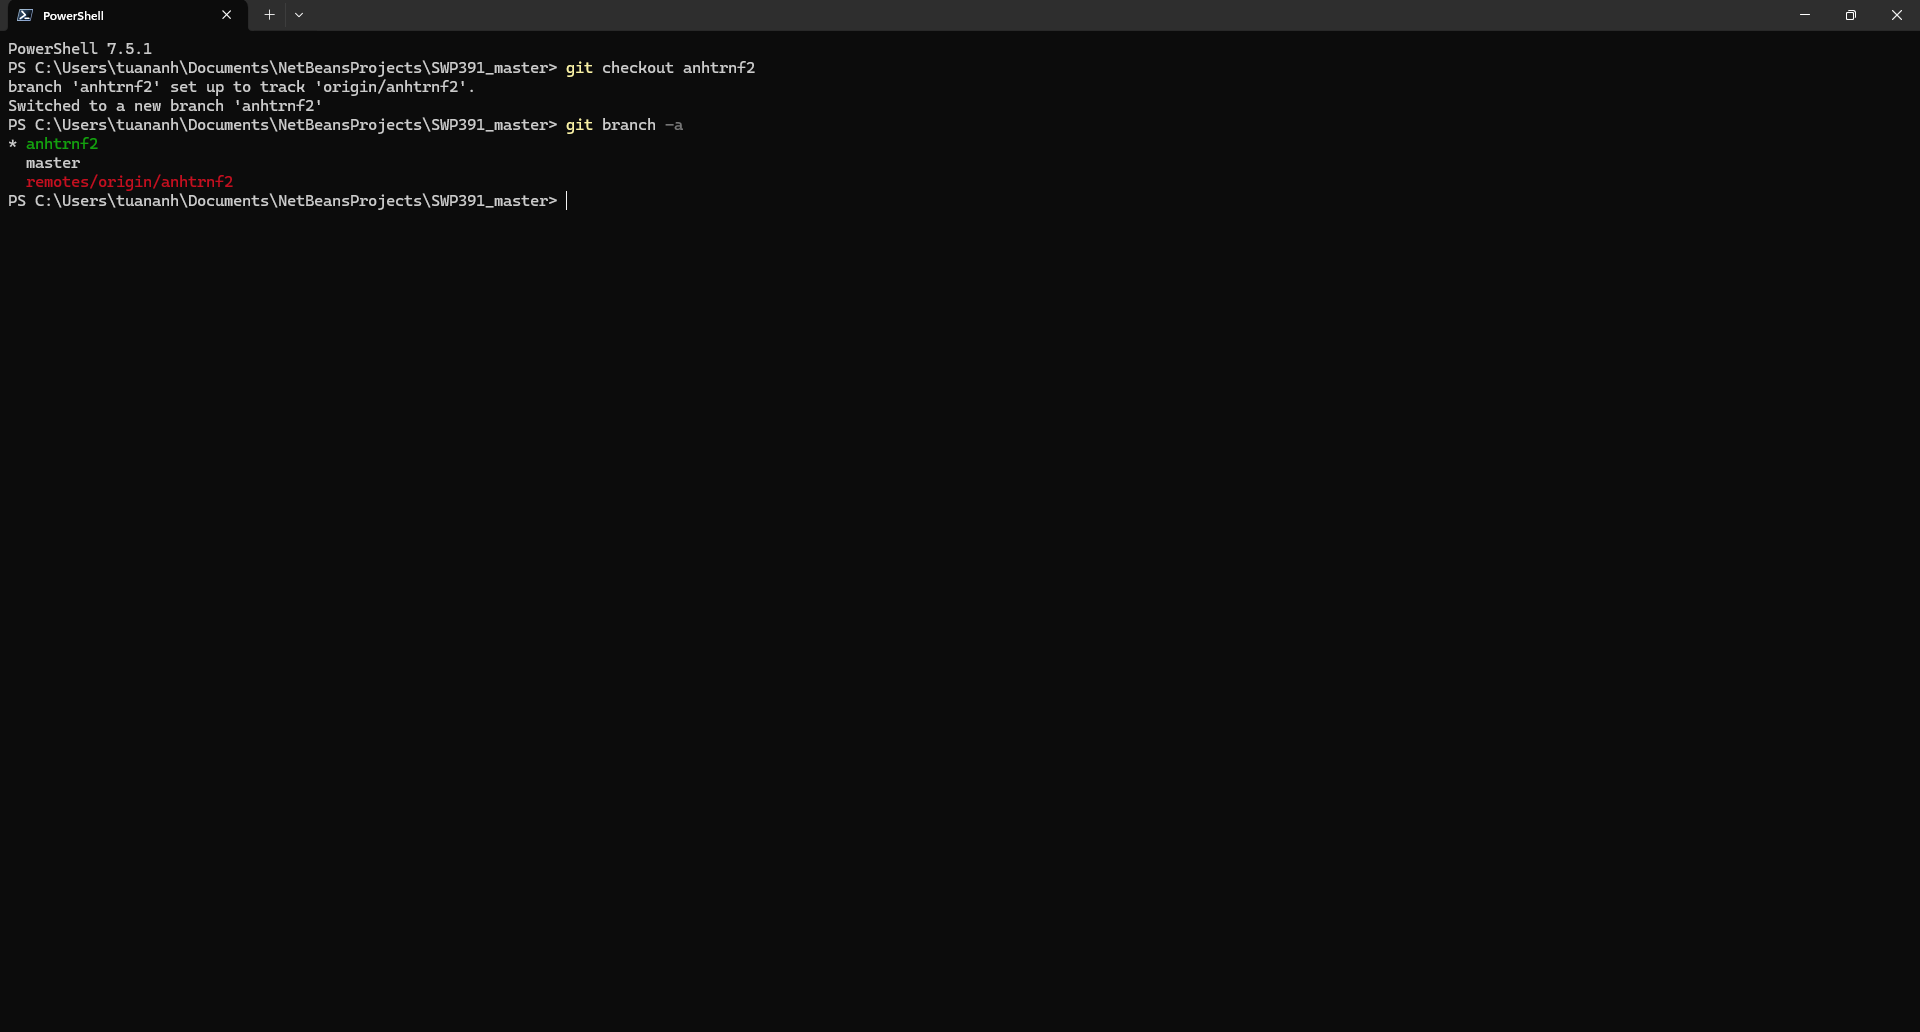 PowerShell
PowerShell 7.5.1
PS C:\Users\tuananh\Documents\NetBeansProjects\SWP391_master> git checkout anhtrnf2
branch 'anhtrnf2' set up to track 'origin/anhtrnf2'.
Switched to a new branch 'anhtrnf2'
PS C:\Users\tuananh\Documents\NetBeansProjects\SWP391_master> git branch -a
* anhtrnf2
  master
  remotes/origin/anhtrnf2
PS C:\Users\tuananh\Documents\NetBeansProjects\SWP391_master>